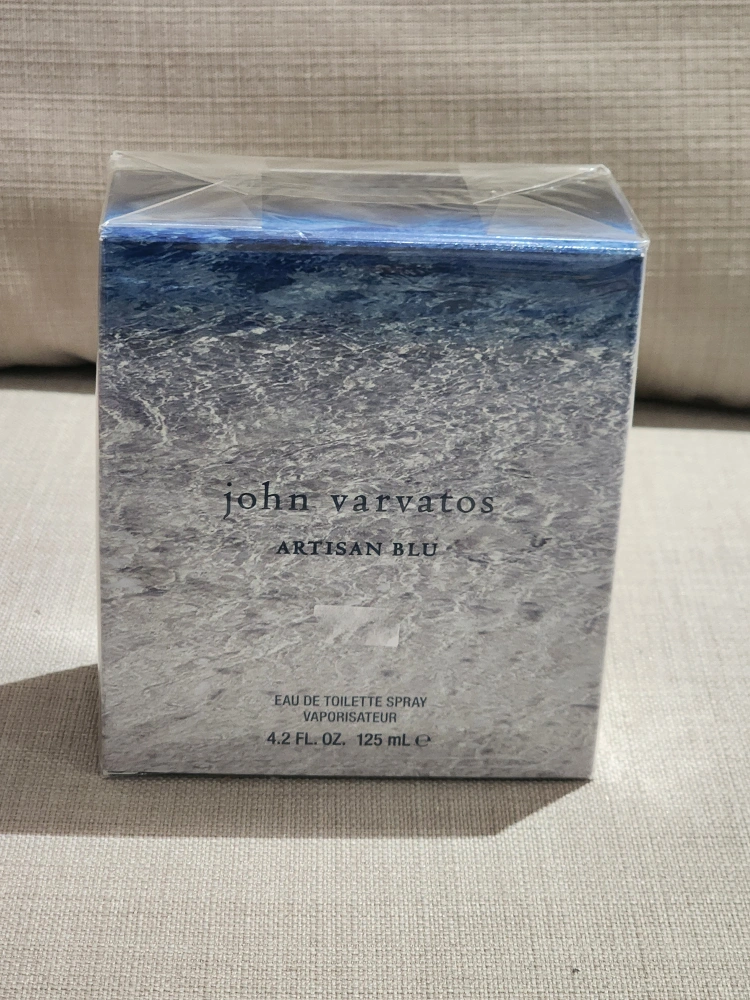 john varvatos
ARTISAN BLU
EAU DE TOILETTE SPRAY
VAPORISATEUR
4.2 FL. OZ. 125 mL ℮